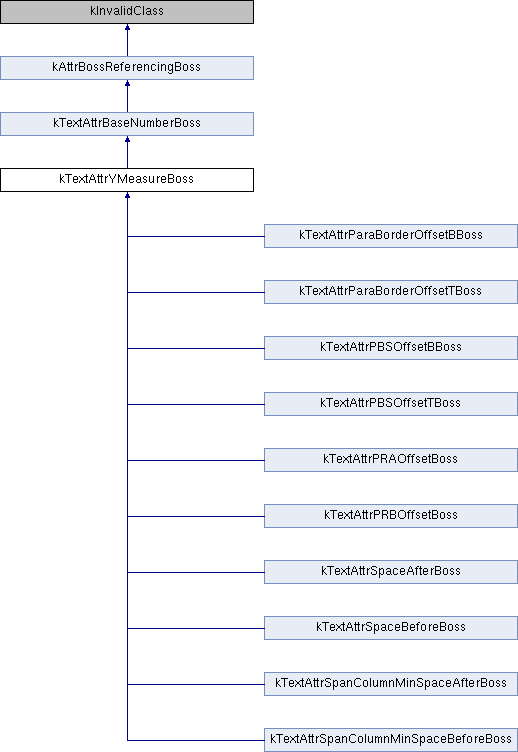 kInvalidClass
kAttrBossReferencingBoss
kTextAttrBaseNumberBoss
kTextAttrYMeasureBoss
kTextAttrParaBorderOffsetBBoss
kTextAttrParaBorderOffsetTBoss
kTextAttrPBSOffsetBBoss
kTextAttrPBSOffsetTBoss
kTextAttrPRAOffsetBoss
kTextAttrPRBOffsetBoss
kTextAttrSpaceAfterBoss
kTextAttrSpaceBeforeBoss
kTextAttrSpanColumnMinSpaceAfterBoss
kTextAttrSpanColumnMinSpaceBeforeBoss